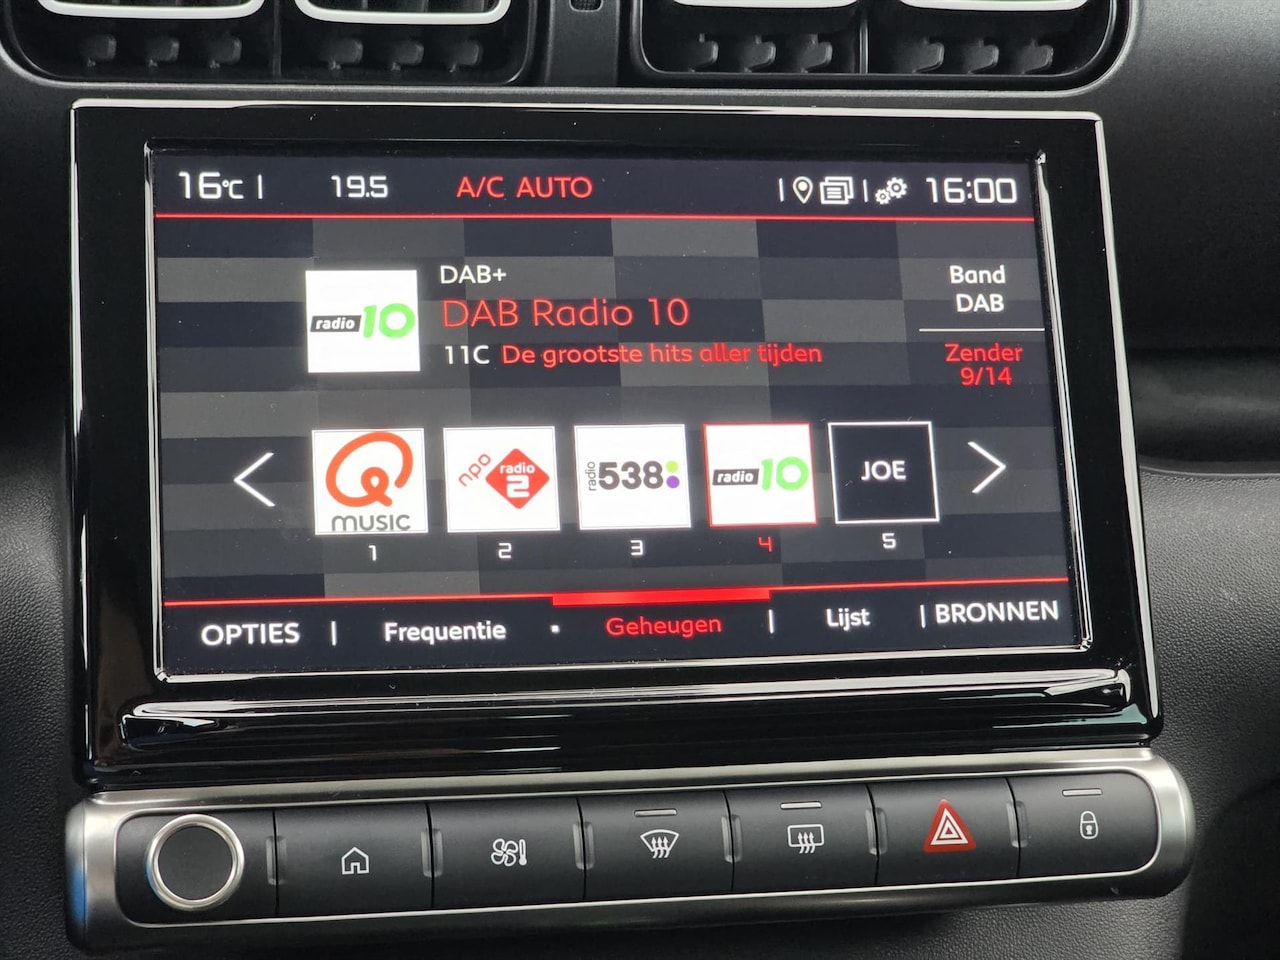 16°C | 19.5 A/C AUTO 16:00
DAB+
DAB Radio 10
11C De grootste hits aller tijden
radio 10
Band
DAB
Zender
9/14
MUSIC
npo radio 2
radio 538
radio 10
JOE
1 2 3 4 5
OPTIES | Frequentie Geheugen | Lijst | BRONNEN